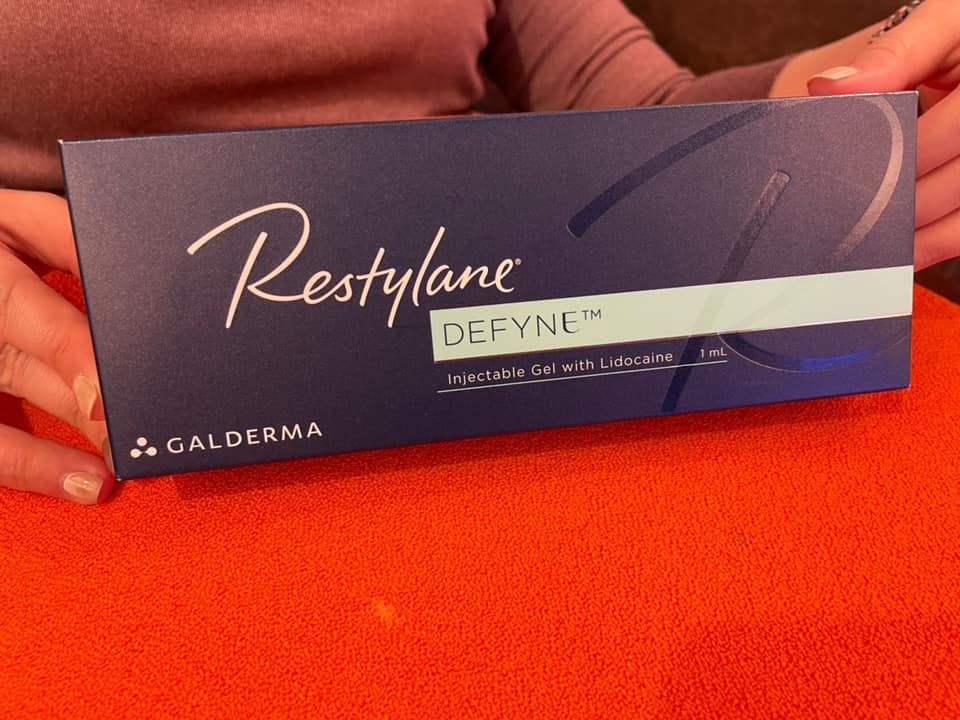 Restylane®
DEFYNE™
Injectable Gel with Lidocaine 1 mL
GALDERMA